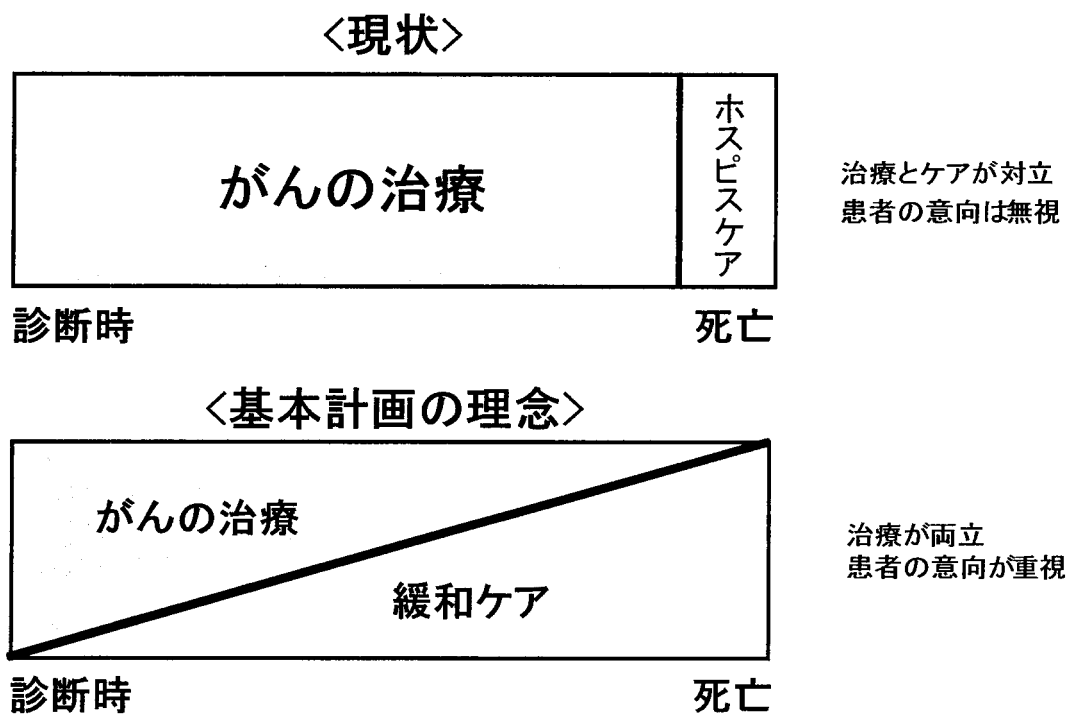 〈現状〉
がんの治療
ホスピスケア
治療とケアが対立
患者の意向は無視
診断時
死亡
〈基本計画の理念〉
がんの治療
緩和ケア
治療が両立
患者の意向が重視
診断時
死亡